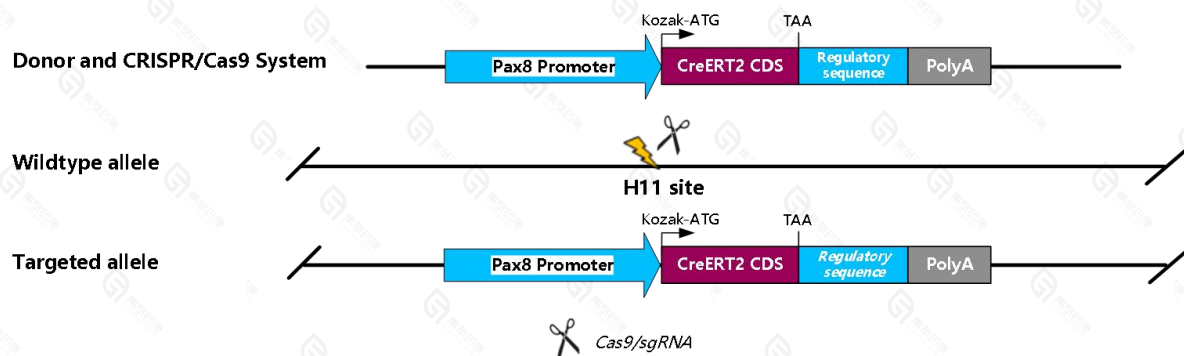 Kozak-ATG TAA
Donor and CRISPR/Cas9 System
Pax8 Promoter CreERT2 CDS Regulatory sequence PolyA
Wildtype allele
H11 site
Kozak-ATG TAA
Targeted allele
Pax8 Promoter CreERT2 CDS Regulatory sequence PolyA
Cas9/sgRNA